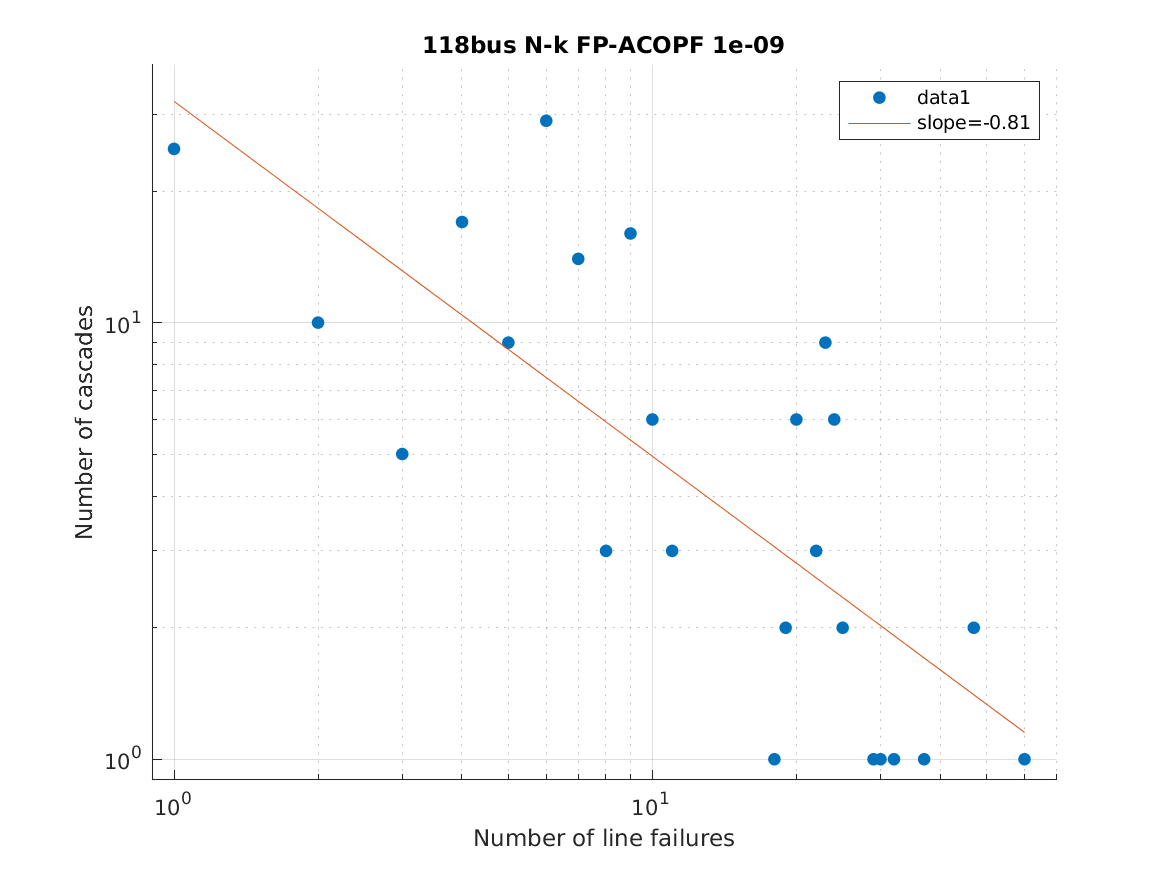 118bus N-k FP-ACOPF 1e-09
data1
slope=-0.81
Number of cascades
10^1
10^0
10^0
10^1
Number of line failures